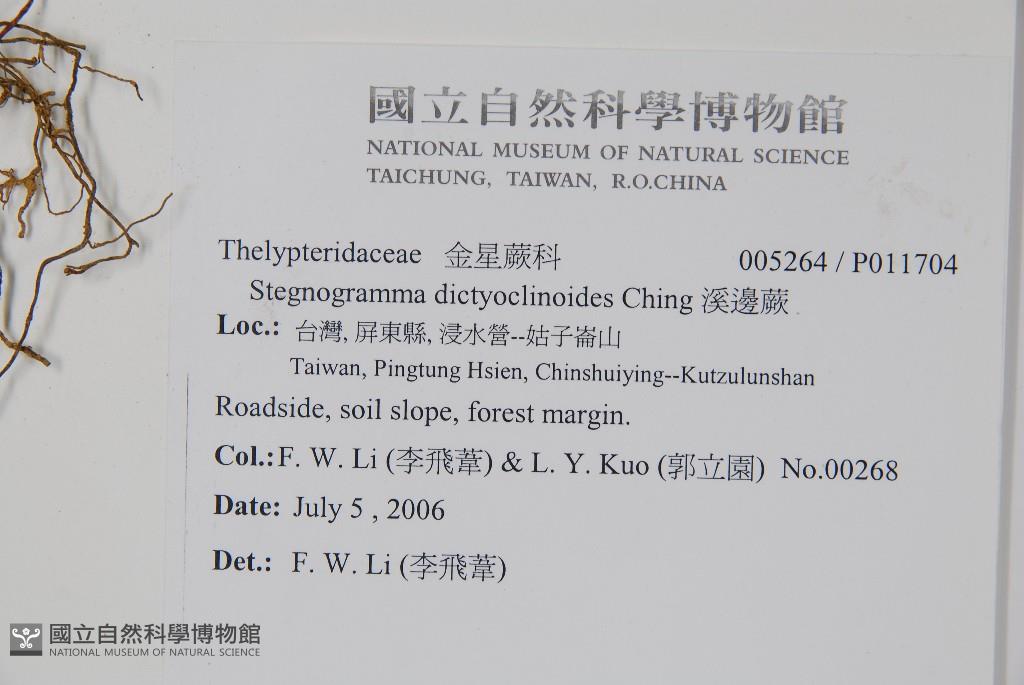 國立自然科學博物館
NATIONAL MUSEUM OF NATURAL SCIENCE
TAICHUNG, TAIWAN, R.O.CHINA
Thelypteridaceae 金星蕨科 005264 / P011704
Stegnogramma dictyoclinoides Ching 溪邊蕨
Loc.: 台灣, 屏東縣, 浸水營--姑子崙山
Taiwan, Pingtung Hsien, Chinshuiying--Kutzulunshan
Roadside, soil slope, forest margin.
Col.: F. W. Li (李飛葦) & L. Y. Kuo (郭立園) No.00268
Date: July 5 , 2006
Det.: F. W. Li (李飛葦)
國立自然科學博物館
NATIONAL MUSEUM OF NATURAL SCIENCE